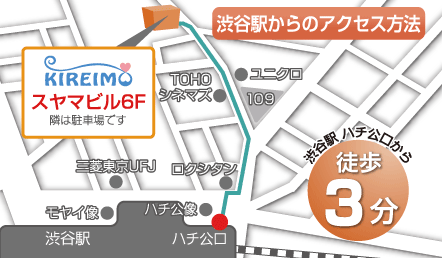 渋谷駅からのアクセス方法
KIREIMO
スヤマビル6F
隣は駐車場です
TOHO
シネマズ
ユニクロ
109
渋谷駅 ハチ公口から
徒歩
3分
三菱東京UFJ
ロクシタン
モヤイ像
ハチ公像
渋谷駅
ハチ公口